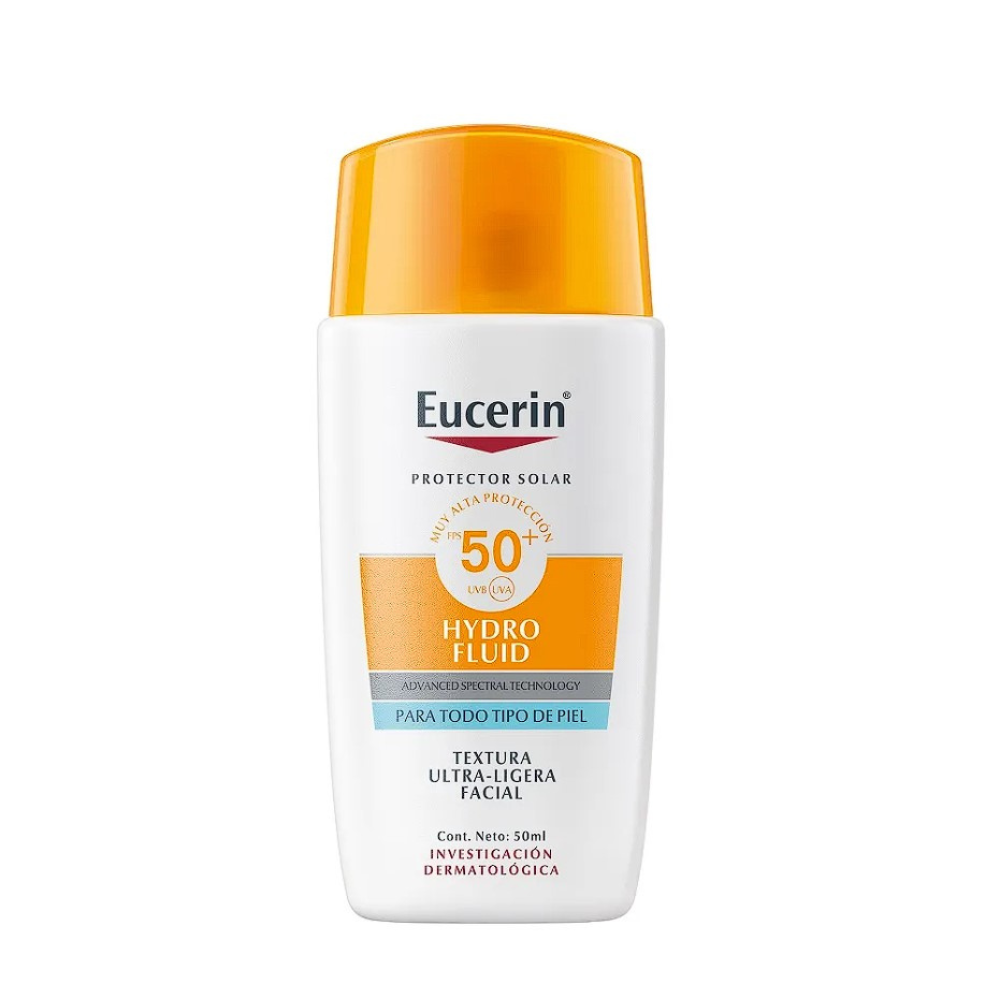 Eucerin®
PROTECTOR SOLAR
MUY ALTA PROTECCIÓN
FPS 50+
UVB UVA
HYDRO
FLUID
ADVANCED SPECTRAL TECHNOLOGY
PARA TODO TIPO DE PIEL
TEXTURA
ULTRA-LIGERA
FACIAL
Cont. Neto: 50ml
INVESTIGACIÓN
DERMATOLÓGICA